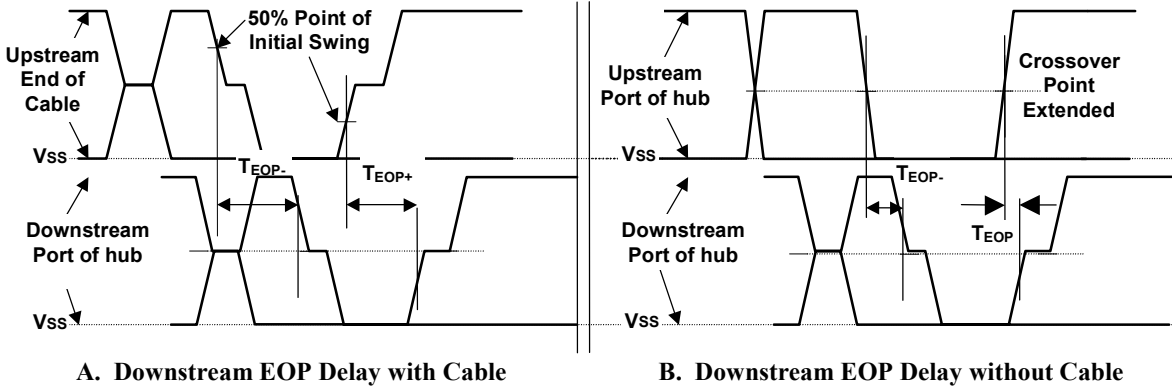 50% Point of
Initial Swing
Upstream
End of
Cable
VSS
TEOP-
TEOP+
Downstream
Port of hub
VSS
A. Downstream EOP Delay with Cable
Upstream
Port of hub
Crossover
Point
Extended
VSS
TEOP-
TEOP
Downstream
Port of hub
VSS
B. Downstream EOP Delay without Cable